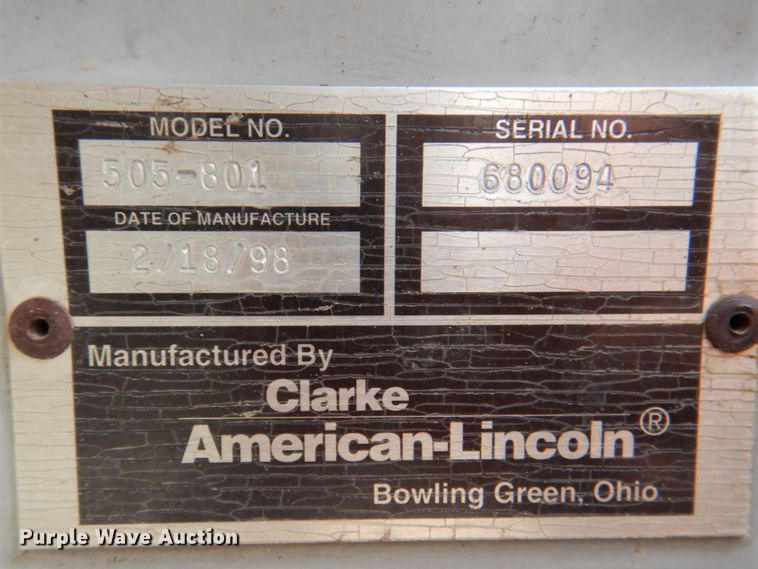 MODEL NO.
505-801
SERIAL NO.
680094
DATE OF MANUFACTURE
2/18/98
Manufactured By
Clarke
American-Lincoln®
Bowling Green, Ohio
Purple Wave Auction